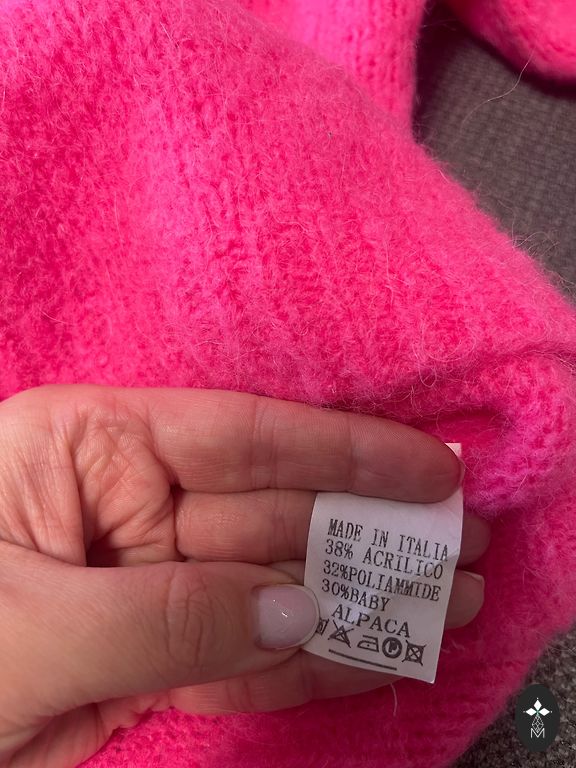 MADE IN ITALIA
38% ACRILICO
32%POLIAMMIDE
30%BABY
ALPACA